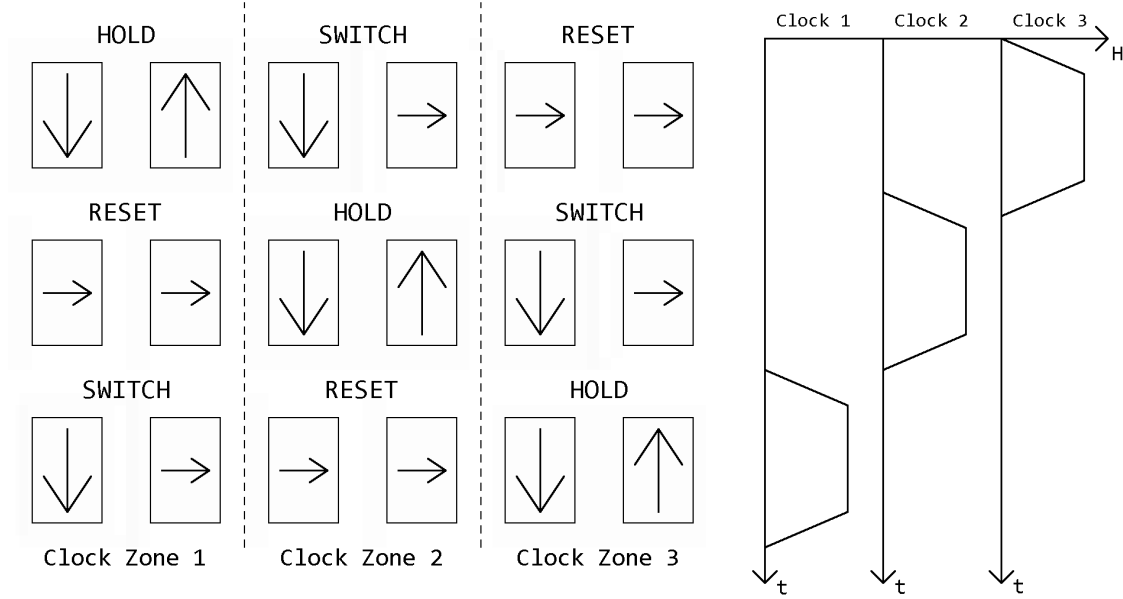 HOLD SWITCH RESET
RESET HOLD SWITCH
SWITCH RESET HOLD
Clock Zone 1 Clock Zone 2 Clock Zone 3
Clock 1 Clock 2 Clock 3
H
t t t